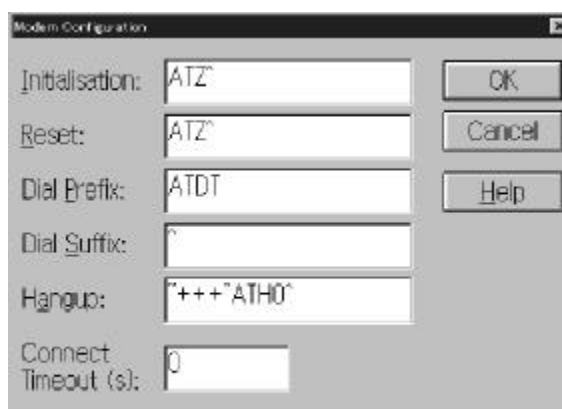 Modem Configuration
Initialisation: ATZ^ OK
Reset: ATZ^ Cancel
Dial Prefix: ATDT Help
Dial Suffix: ^
Hangup: ~+++~ATH0^
Connect
Timeout (s): 0